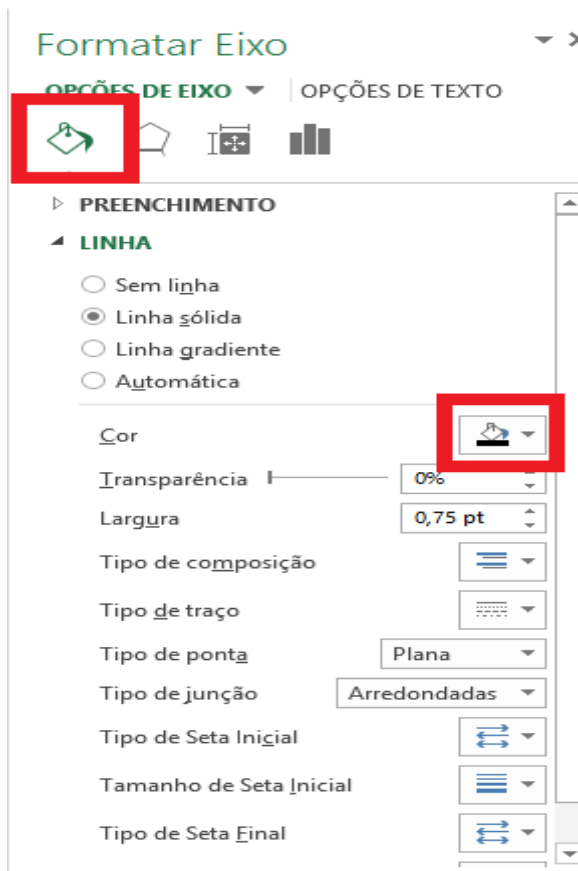 Formatar Eixo
OPÇÕES DE EIXO OPÇÕES DE TEXTO
PREENCHIMENTO
LINHA
Sem linha
Linha sólida
Linha gradiente
Automática
Cor
Transparência 0%
Largura 0,75 pt
Tipo de composição
Tipo de traço
Tipo de ponta Plana
Tipo de junção Arredondadas
Tipo de Seta Inicial
Tamanho de Seta Inicial
Tipo de Seta Final